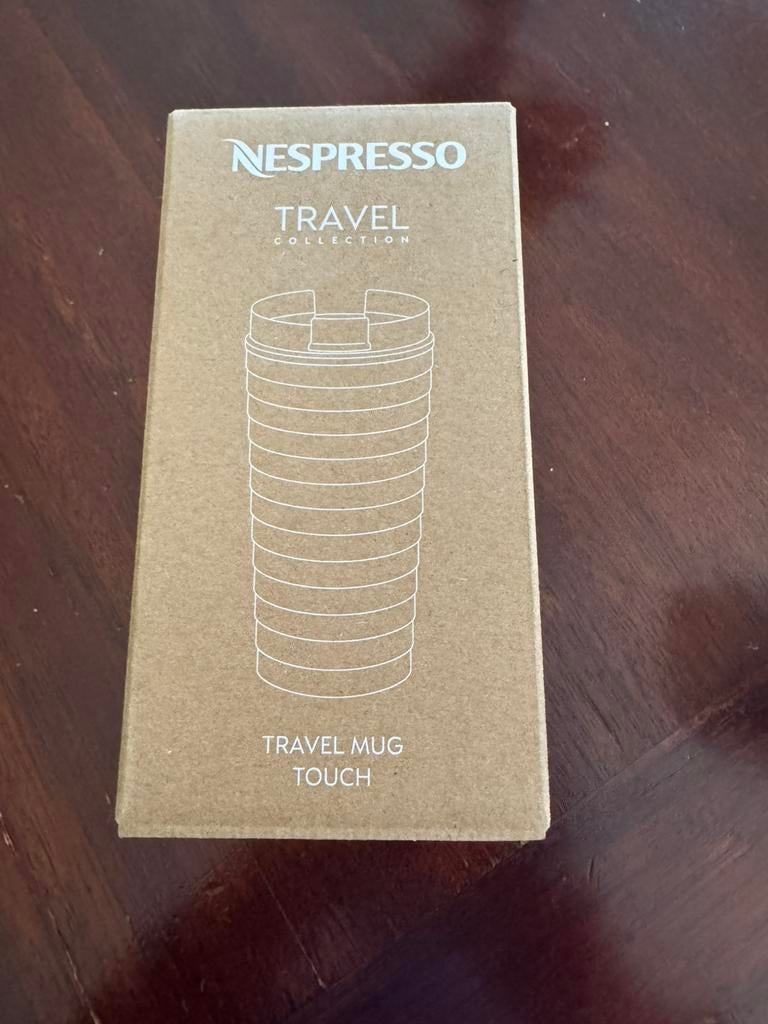 NESPRESSO
TRAVEL
COLLECTION
TRAVEL MUG
TOUCH